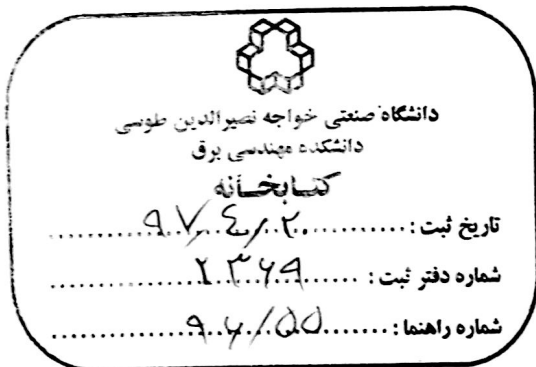 دانشگاه صنعتی خواجه نصیرالدین طوسی
دانشکده مهندسی برق
کتابخانه
تاریخ ثبت: ۹۷/۴/۲۰
شماره دفتر ثبت: ۲۳۶۹
شماره راهنما: ۹۶/۵۵